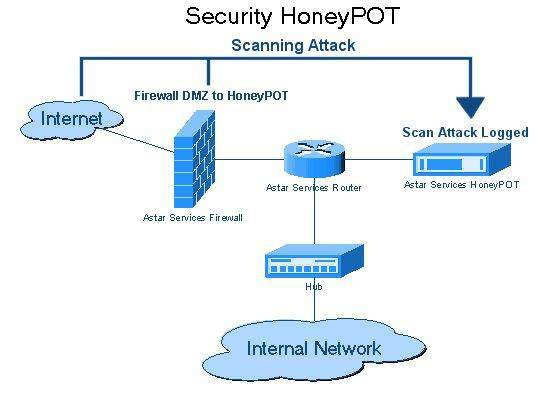 Security HoneyPOT
Scanning Attack
Firewall DMZ to HoneyPOT
Internet
Scan Attack Logged
Astar Services Router
Astar Services HoneyPOT
Astar Services Firewall
Hub
Internal Network